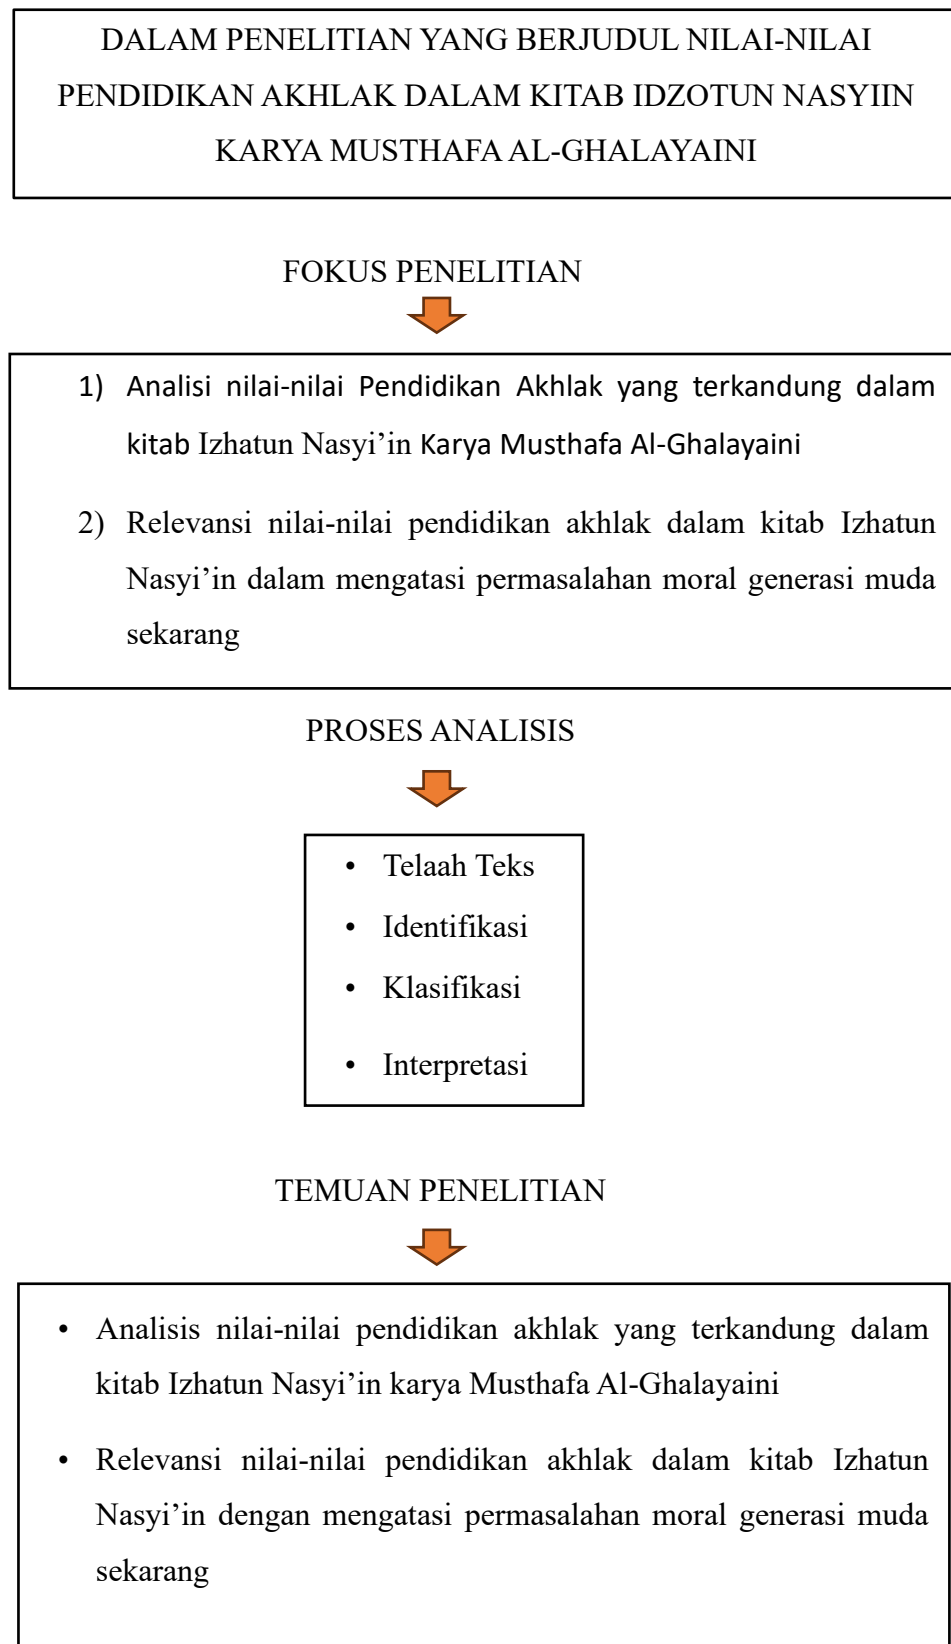 DALAM PENELITIAN YANG BERJUDUL NILAI-NILAI
PENDIDIKAN AKHLAK DALAM KITAB IDZOTUN NASYIIN
KARYA MUSTHAFA AL-GHALAYAINI
FOKUS PENELITIAN
1) Analisi nilai-nilai Pendidikan Akhlak yang terkandung dalam
kitab Izhatun Nasyi’in Karya Musthafa Al-Ghalayaini
2) Relevansi nilai-nilai pendidikan akhlak dalam kitab Izhatun
Nasyi’in dalam mengatasi permasalahan moral generasi muda
sekarang
PROSES ANALISIS
• Telaah Teks
• Identifikasi
• Klasifikasi
• Interpretasi
TEMUAN PENELITIAN
• Analisis nilai-nilai pendidikan akhlak yang terkandung dalam
kitab Izhatun Nasyi’in karya Musthafa Al-Ghalayaini
• Relevansi nilai-nilai pendidikan akhlak dalam kitab Izhatun
Nasyi’in dengan mengatasi permasalahan moral generasi muda
sekarang